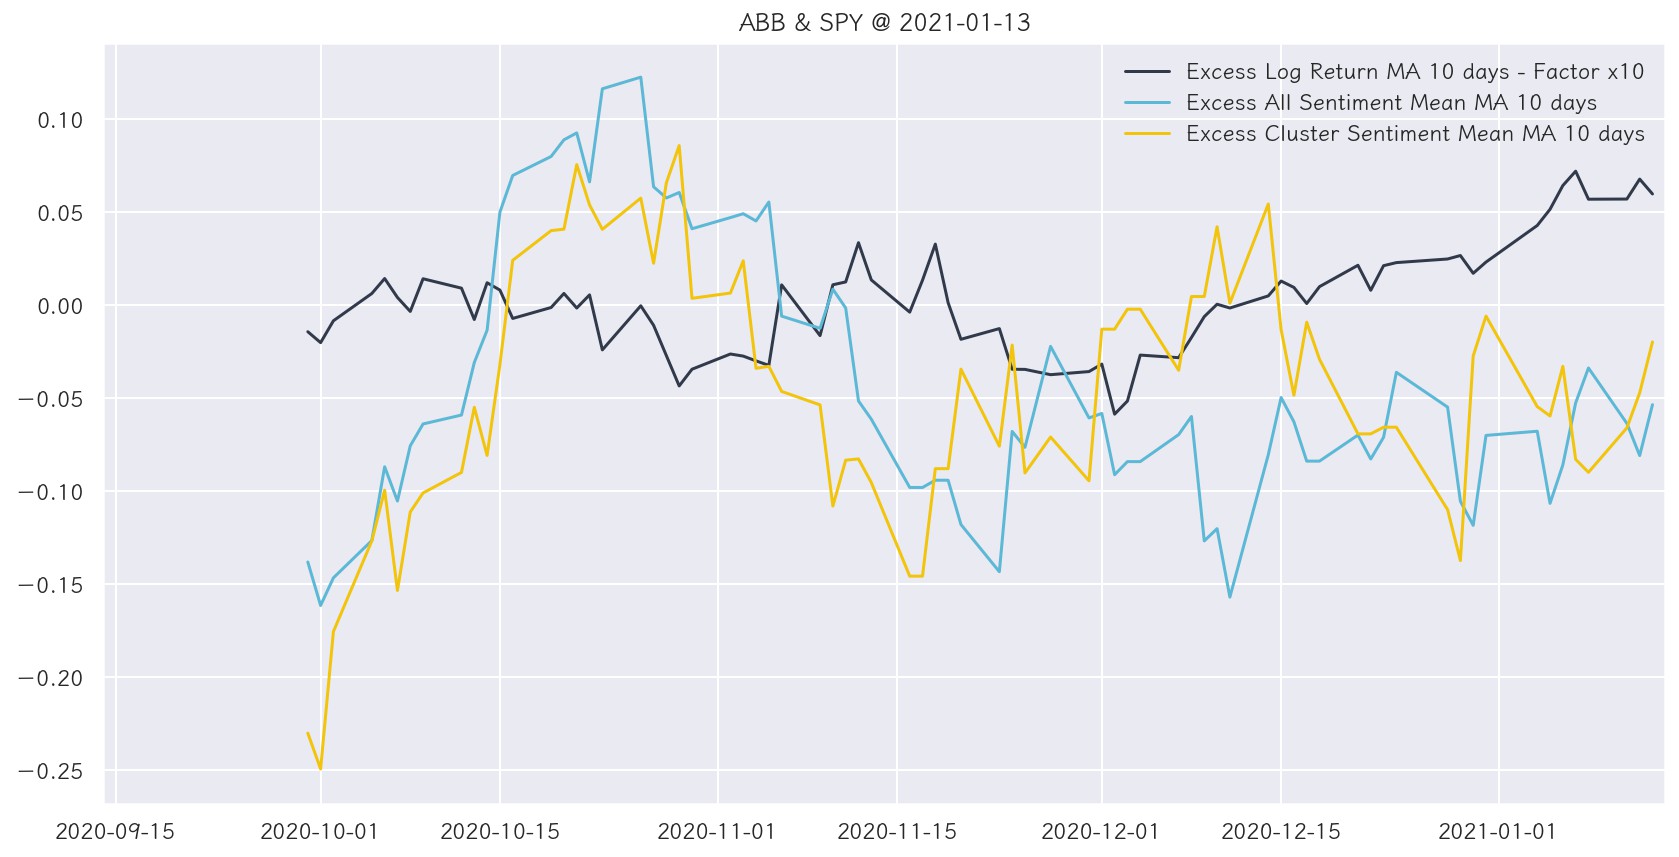 ABB & SPY @ 2021-01-13
Excess Log Return MA 10 days - Factor x10
Excess All Sentiment Mean MA 10 days
Excess Cluster Sentiment Mean MA 10 days
0.10
0.05
0.00
−0.05
−0.10
−0.15
−0.20
−0.25
2020-09-15 2020-10-01 2020-10-15 2020-11-01 2020-11-15 2020-12-01 2020-12-15 2021-01-01